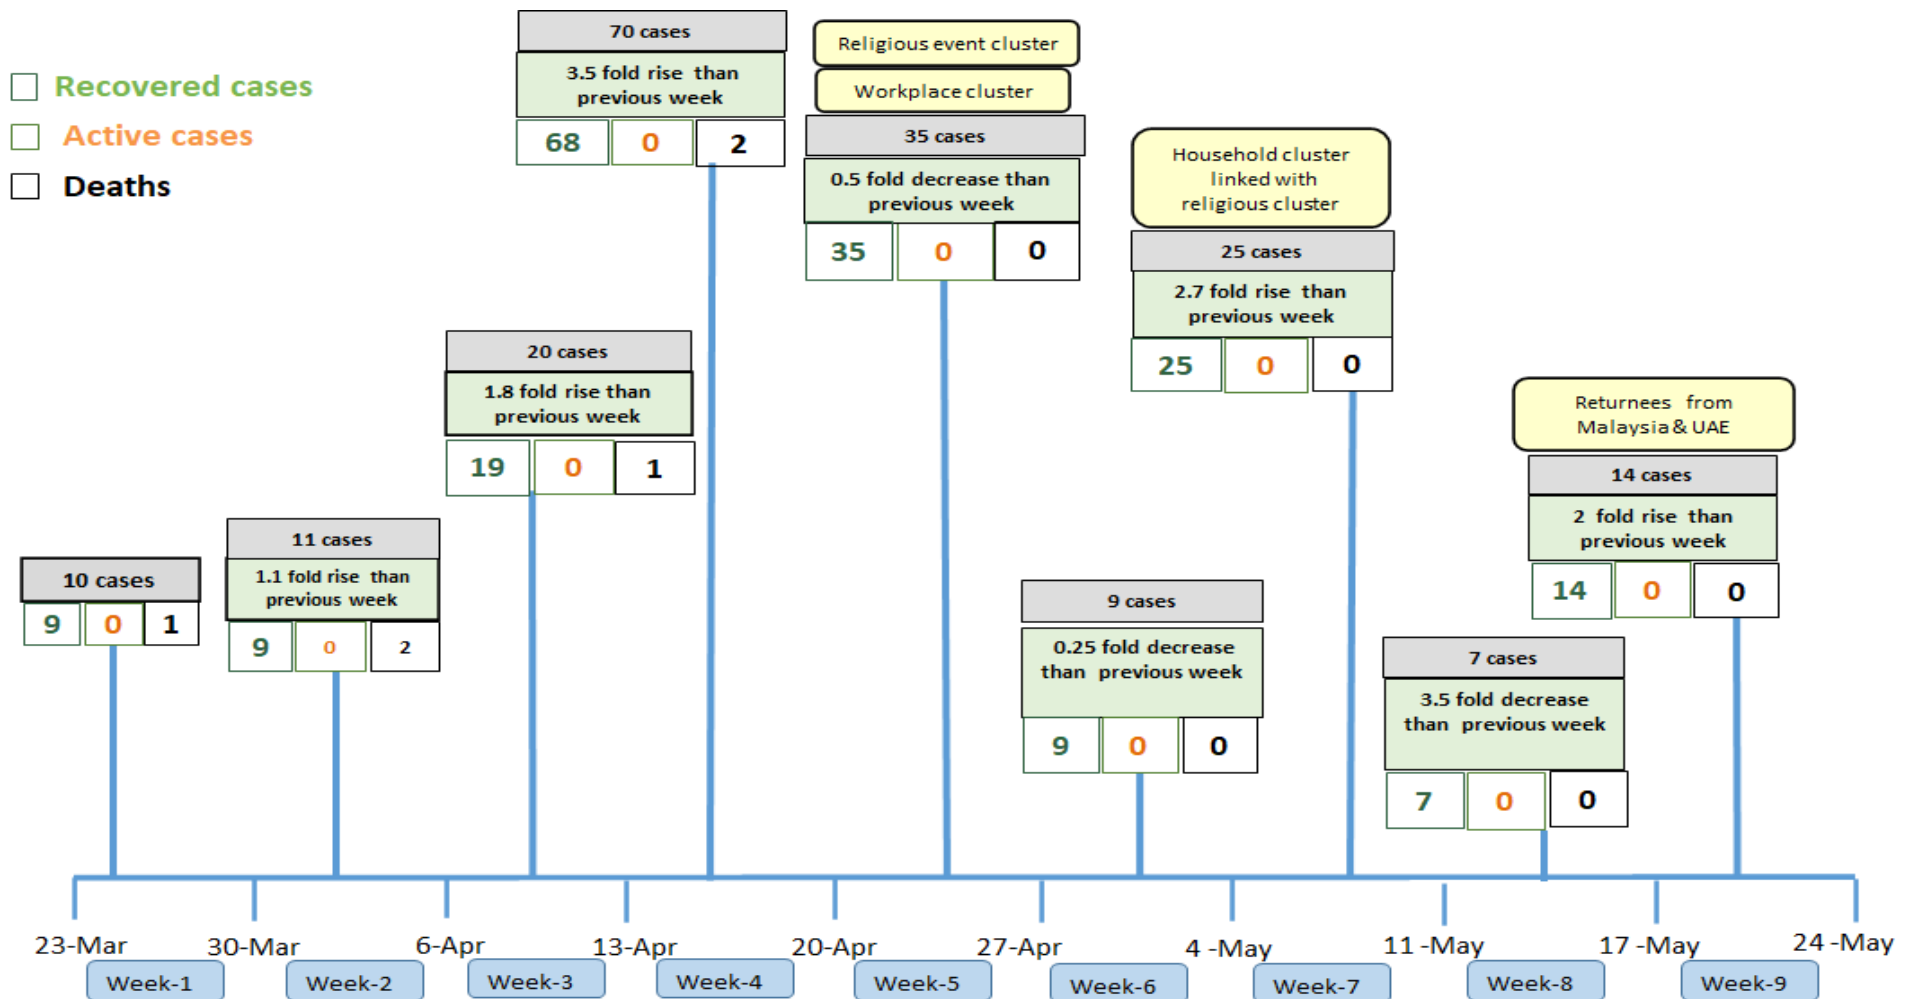 Recovered cases
Active cases
Deaths
10 cases
9 0 1
11 cases
1.1 fold rise than
previous week
9 0 2
20 cases
1.8 fold rise than
previous week
19 0 1
70 cases
3.5 fold rise than
previous week
68 0 2
Religious event cluster
Workplace cluster
35 cases
0.5 fold decrease than
previous week
35 0 0
9 cases
0.25 fold decrease
than previous week
9 0 0
Household cluster
linked with
religious cluster
25 cases
2.7 fold rise than
previous week
25 0 0
7 cases
3.5 fold decrease
than previous week
7 0 0
Returnees from
Malaysia & UAE
14 cases
2 fold rise than
previous week
14 0 0
23-Mar 30-Mar 6-Apr 13-Apr 20-Apr 27-Apr 4 -May 11 -May 17 -May 24 -May
Week-1 Week-2 Week-3 Week-4 Week-5 Week-6 Week-7 Week-8 Week-9